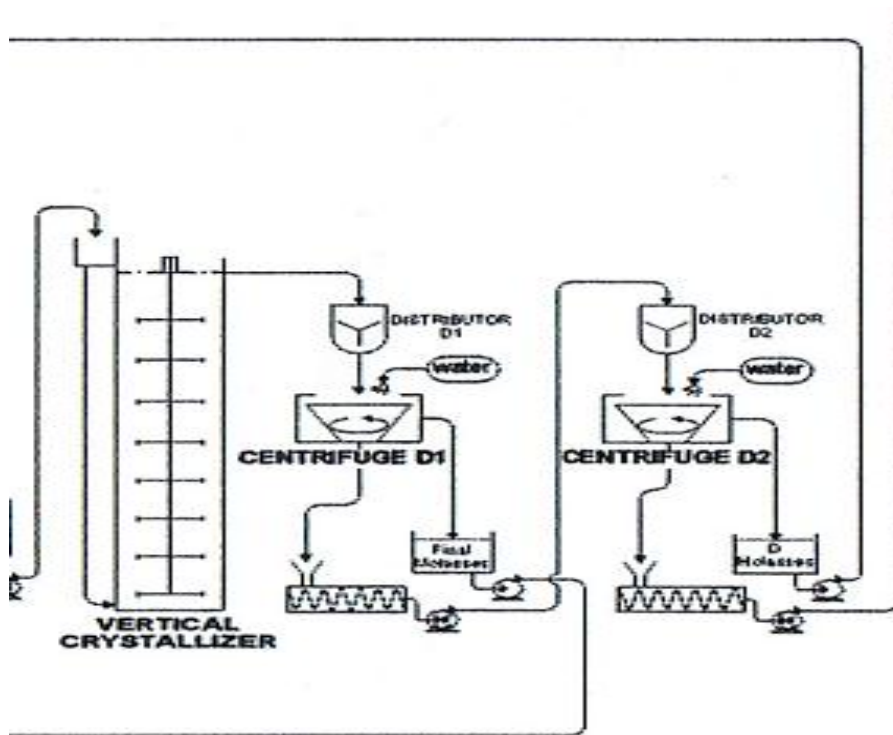 DISTRIBUTOR
D1
water
CENTRIFUGE D1
Final
Molasses
VERTICAL
CRYSTALLIZER
DISTRIBUTOR
D2
water
CENTRIFUGE D2
D
Molasses